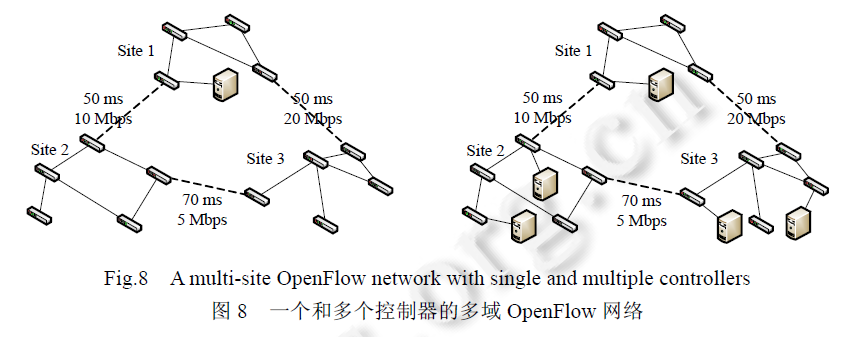 Site 1
50 ms
10 Mbps
50 ms
20 Mbps
Site 2
Site 3
70 ms
5 Mbps
Site 1
50 ms
10 Mbps
50 ms
20 Mbps
Site 2
Site 3
70 ms
5 Mbps
.org.cn
Fig.8 A multi-site OpenFlow network with single and multiple controllers
图 8 一个和多个控制器的多域 OpenFlow 网络